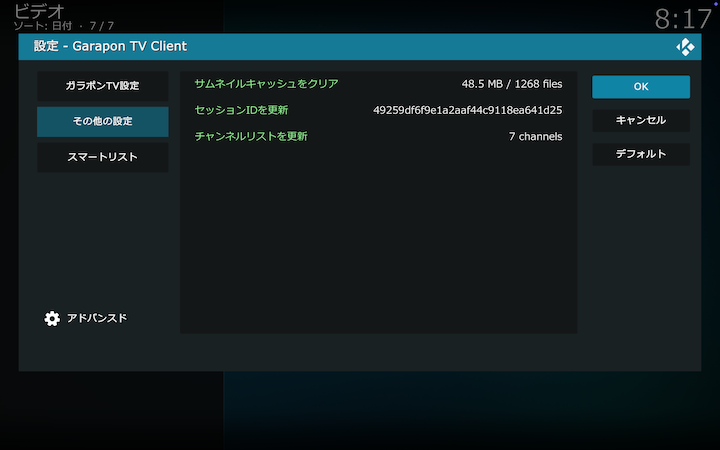 ビデオ
ソート: 日付 · 7 / 7
8:17
設定 - Garapon TV Client
ガラポンTV設定
その他の設定
スマートリスト
アドバンスド
サムネイルキャッシュをクリア 48.5 MB / 1268 files
セッションIDを更新 49259df6f9e1a2aaf44c9118ea641d25
チャンネルリストを更新 7 channels
OK
キャンセル
デフォルト